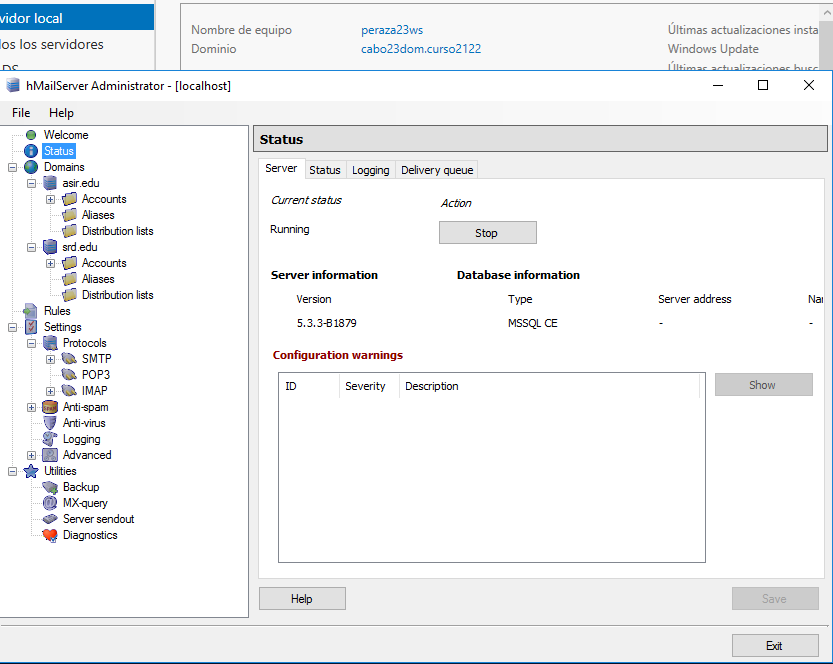 vidor local
los los servidores
DS
Nombre de equipo peraza23ws Últimas actualizaciones insta
Dominio cabo23dom.curso2122 Windows Update
Últimas actualizaciones busc
hMailServer Administrator - [localhost]
File Help
Welcome
Status
Domains
asir.edu
Accounts
Aliases
Distribution lists
srd.edu
Accounts
Aliases
Distribution lists
Rules
Settings
Protocols
SMTP
POP3
IMAP
Anti-spam
Anti-virus
Logging
Advanced
Utilities
Backup
MX-query
Server sendout
Diagnostics
Status
Server Status Logging Delivery queue
Current status Action
Running Stop
Server information Database information
Version Type Server address Nar
5.3.3-B1879 MSSQL CE - -
Configuration warnings
ID Severity Description Show
Help Save
Exit